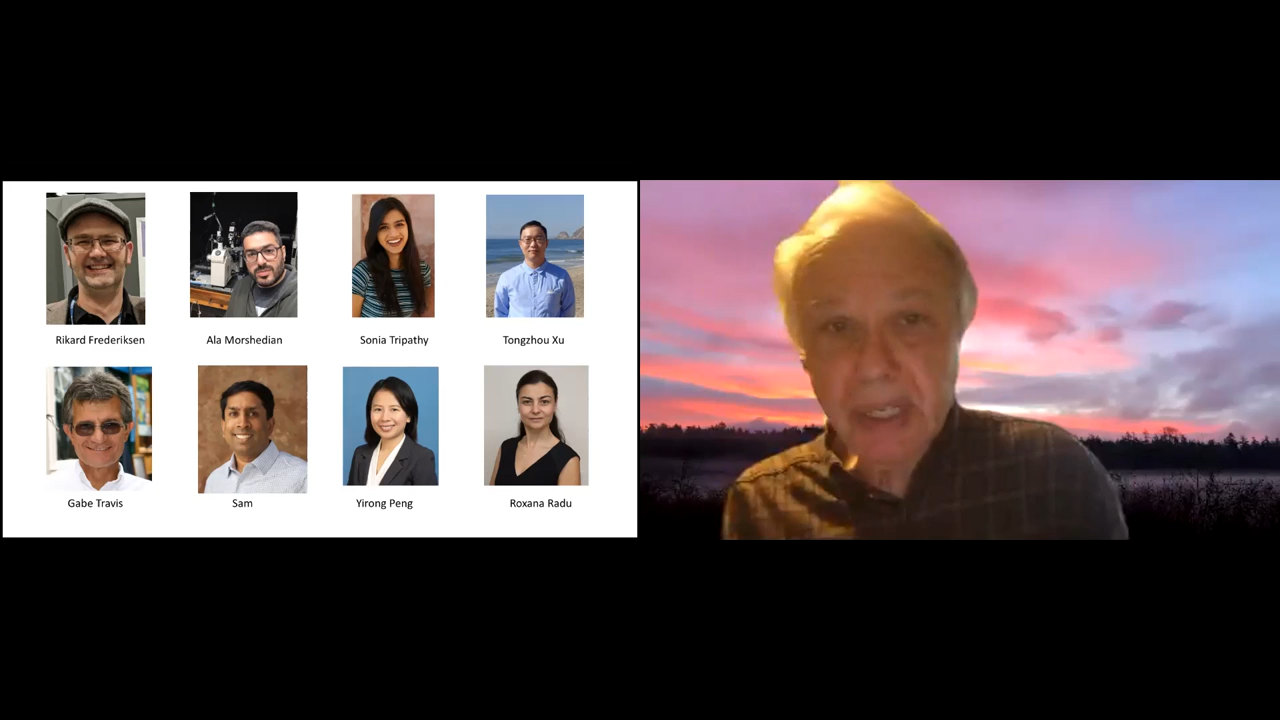 Rikard Frederiksen
Ala Morshedian
Sonia Tripathy
Tongzhou Xu
Gabe Travis
Sam
Yirong Peng
Roxana Radu